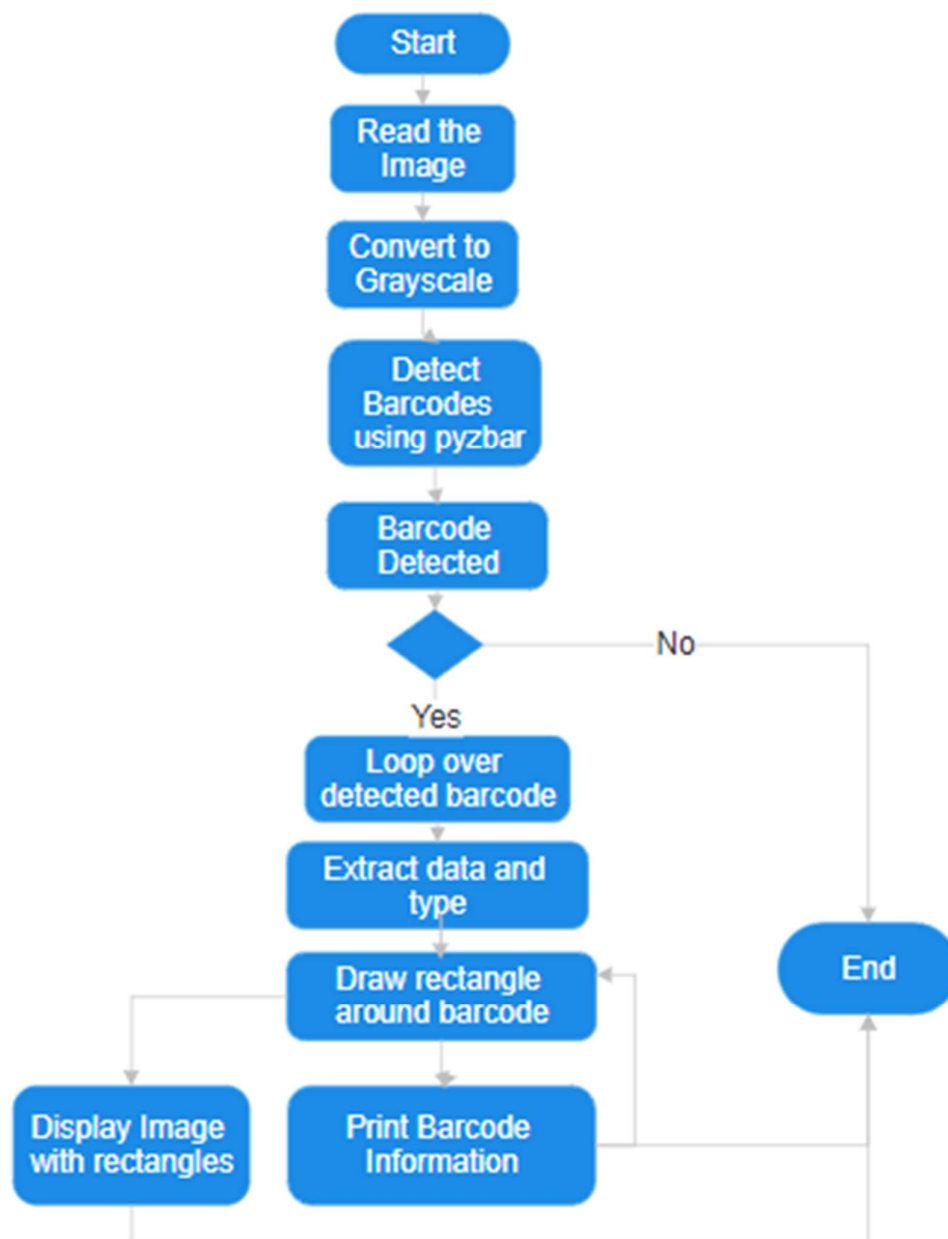 Start
Read the
Image
Convert to
Grayscale
Detect
Barcodes
using pyzbar
Barcode
Detected
No
Yes
Loop over
detected barcode
Extract data and
type
Draw rectangle
around barcode
End
Display Image
with rectangles
Print Barcode
Information